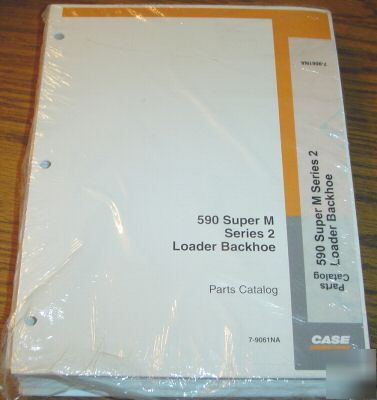 590 Super M
Series 2
Loader Backhoe
Parts Catalog
7-9061NA
7-9061NA
590 Super M Series 2
Loader Backhoe
Parts
Catalog
CASE